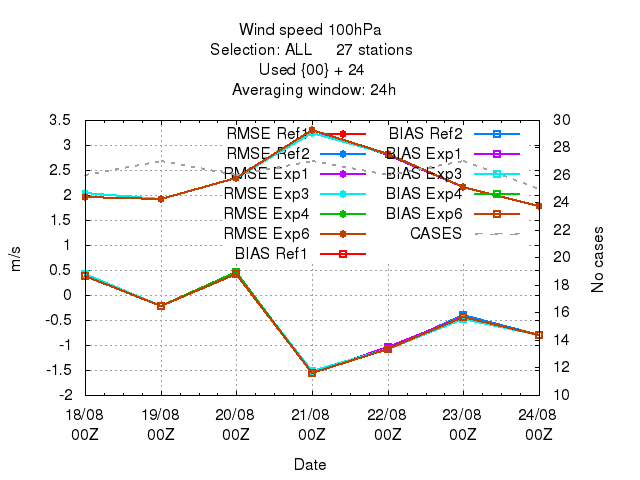 Wind speed 100hPa
Selection: ALL 27 stations
Used {00} + 24
Averaging window: 24h
3.5
3
2.5
2
1.5
1
0.5
0
-0.5
-1
-1.5
-2
m/s
30
28
26
24
22
20
18
16
14
12
10
No cases
RMSE Ref1
RMSE Ref2
RMSE Exp1
RMSE Exp3
RMSE Exp4
RMSE Exp6
BIAS Ref1
BIAS Ref2
BIAS Exp1
BIAS Exp3
BIAS Exp4
BIAS Exp6
CASES
18/08 19/08 20/08 21/08 22/08 23/08 24/08
00Z 00Z 00Z 00Z 00Z 00Z 00Z
Date